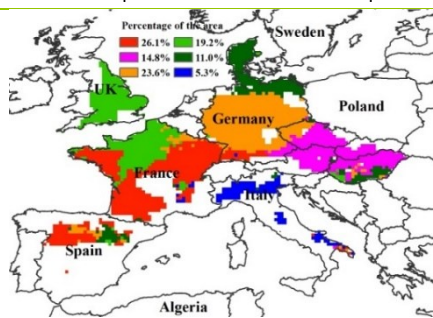 Percentage of the area
26.1% 19.2%
14.8% 11.0%
23.6% 5.3%
Sweden
UK
Poland
Germany
France
Italy
Spain
Algeria